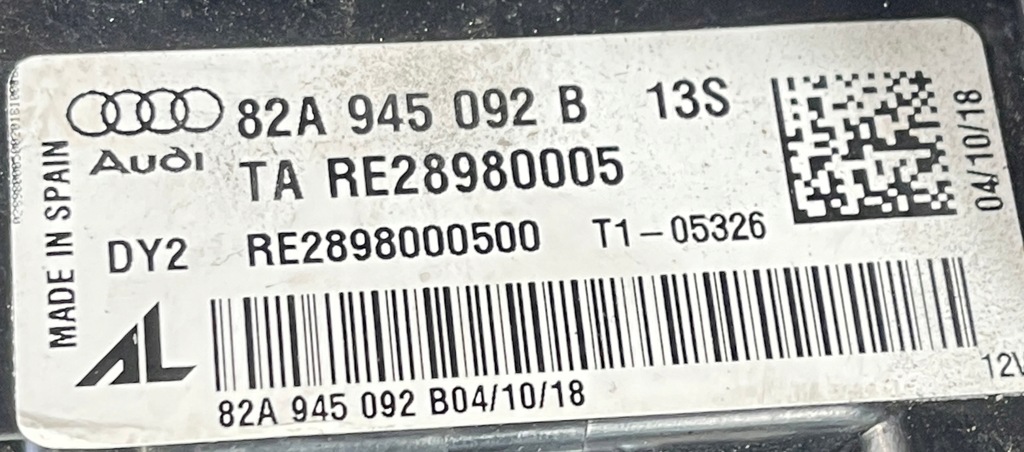 82A 945 092 B 13S
Audi
TA RE28980005
DY2 RE2898000500 T1-05326
MADE IN SPAIN
04/10/18
AL
82A 945 092 B04/10/18
12V